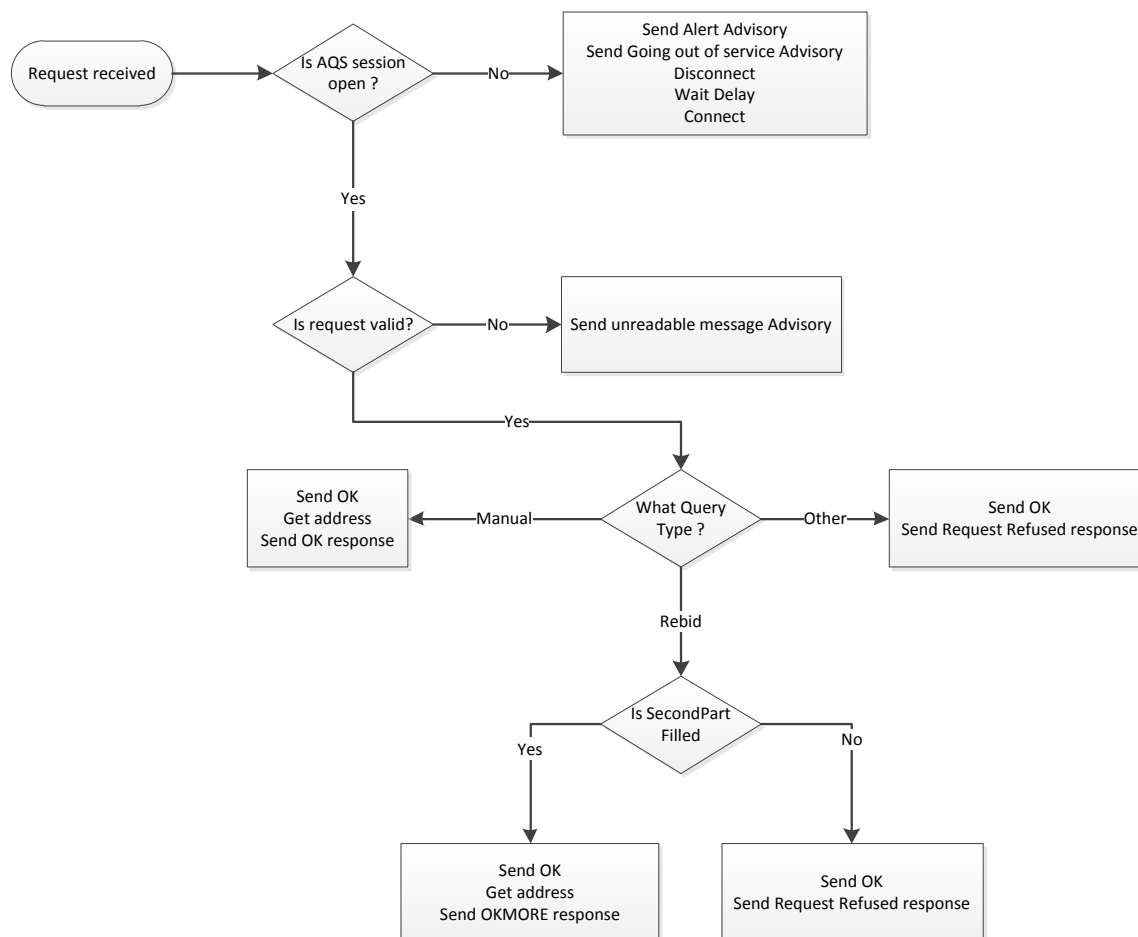 Request received
Is AQS session
open ?
No
Send Alert Advisory
Send Going out of service Advisory
Disconnect
Wait Delay
Connect
Yes
Is request valid?
No
Send unreadable message Advisory
Yes
Send OK
Get address
Send OK response
Manual
What Query
Type ?
Other
Send OK
Send Request Refused response
Rebid
Is SecondPart
Filled
Yes
No
Send OK
Get address
Send OKMORE response
Send OK
Send Request Refused response